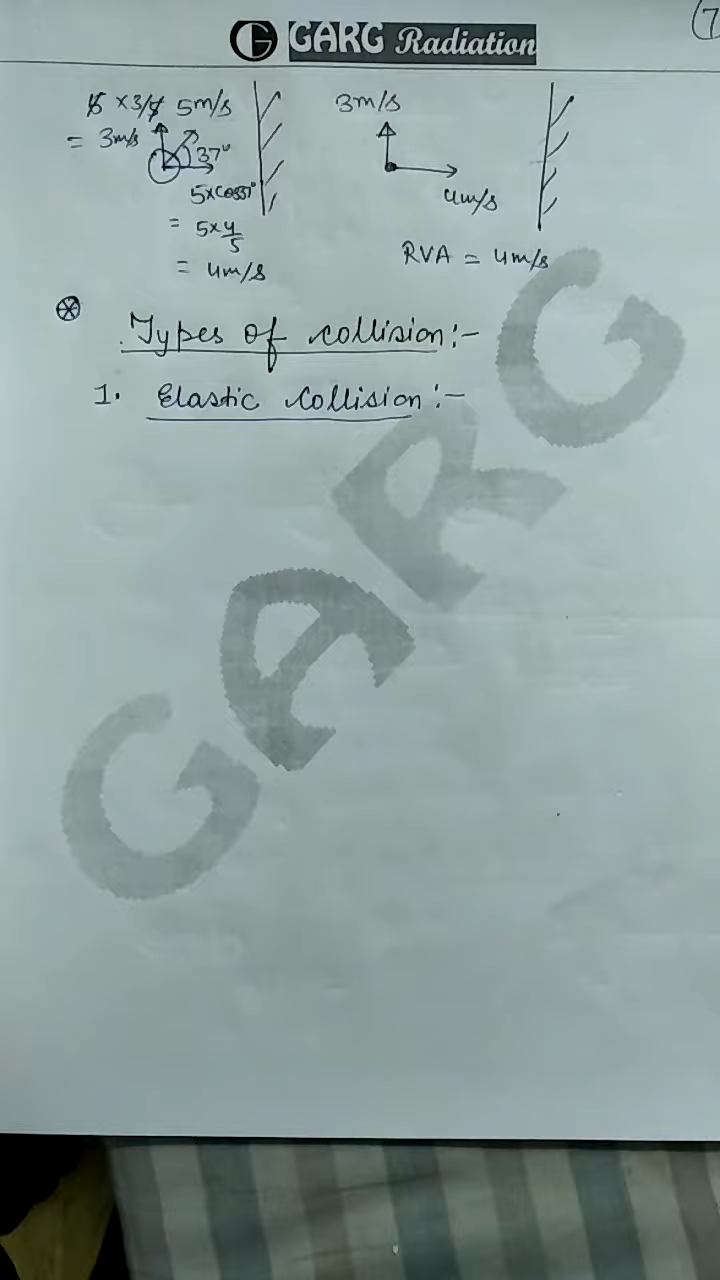 (7
G GARG Radiation
5 × 3/5 5m/s
= 3m/s
37°
5×cos37°
= 5×4/5
= 4m/s
3m/s
4m/s
RVA = 4m/s
⊛ Types of collision:-
1. Elastic Collision:-
GARG